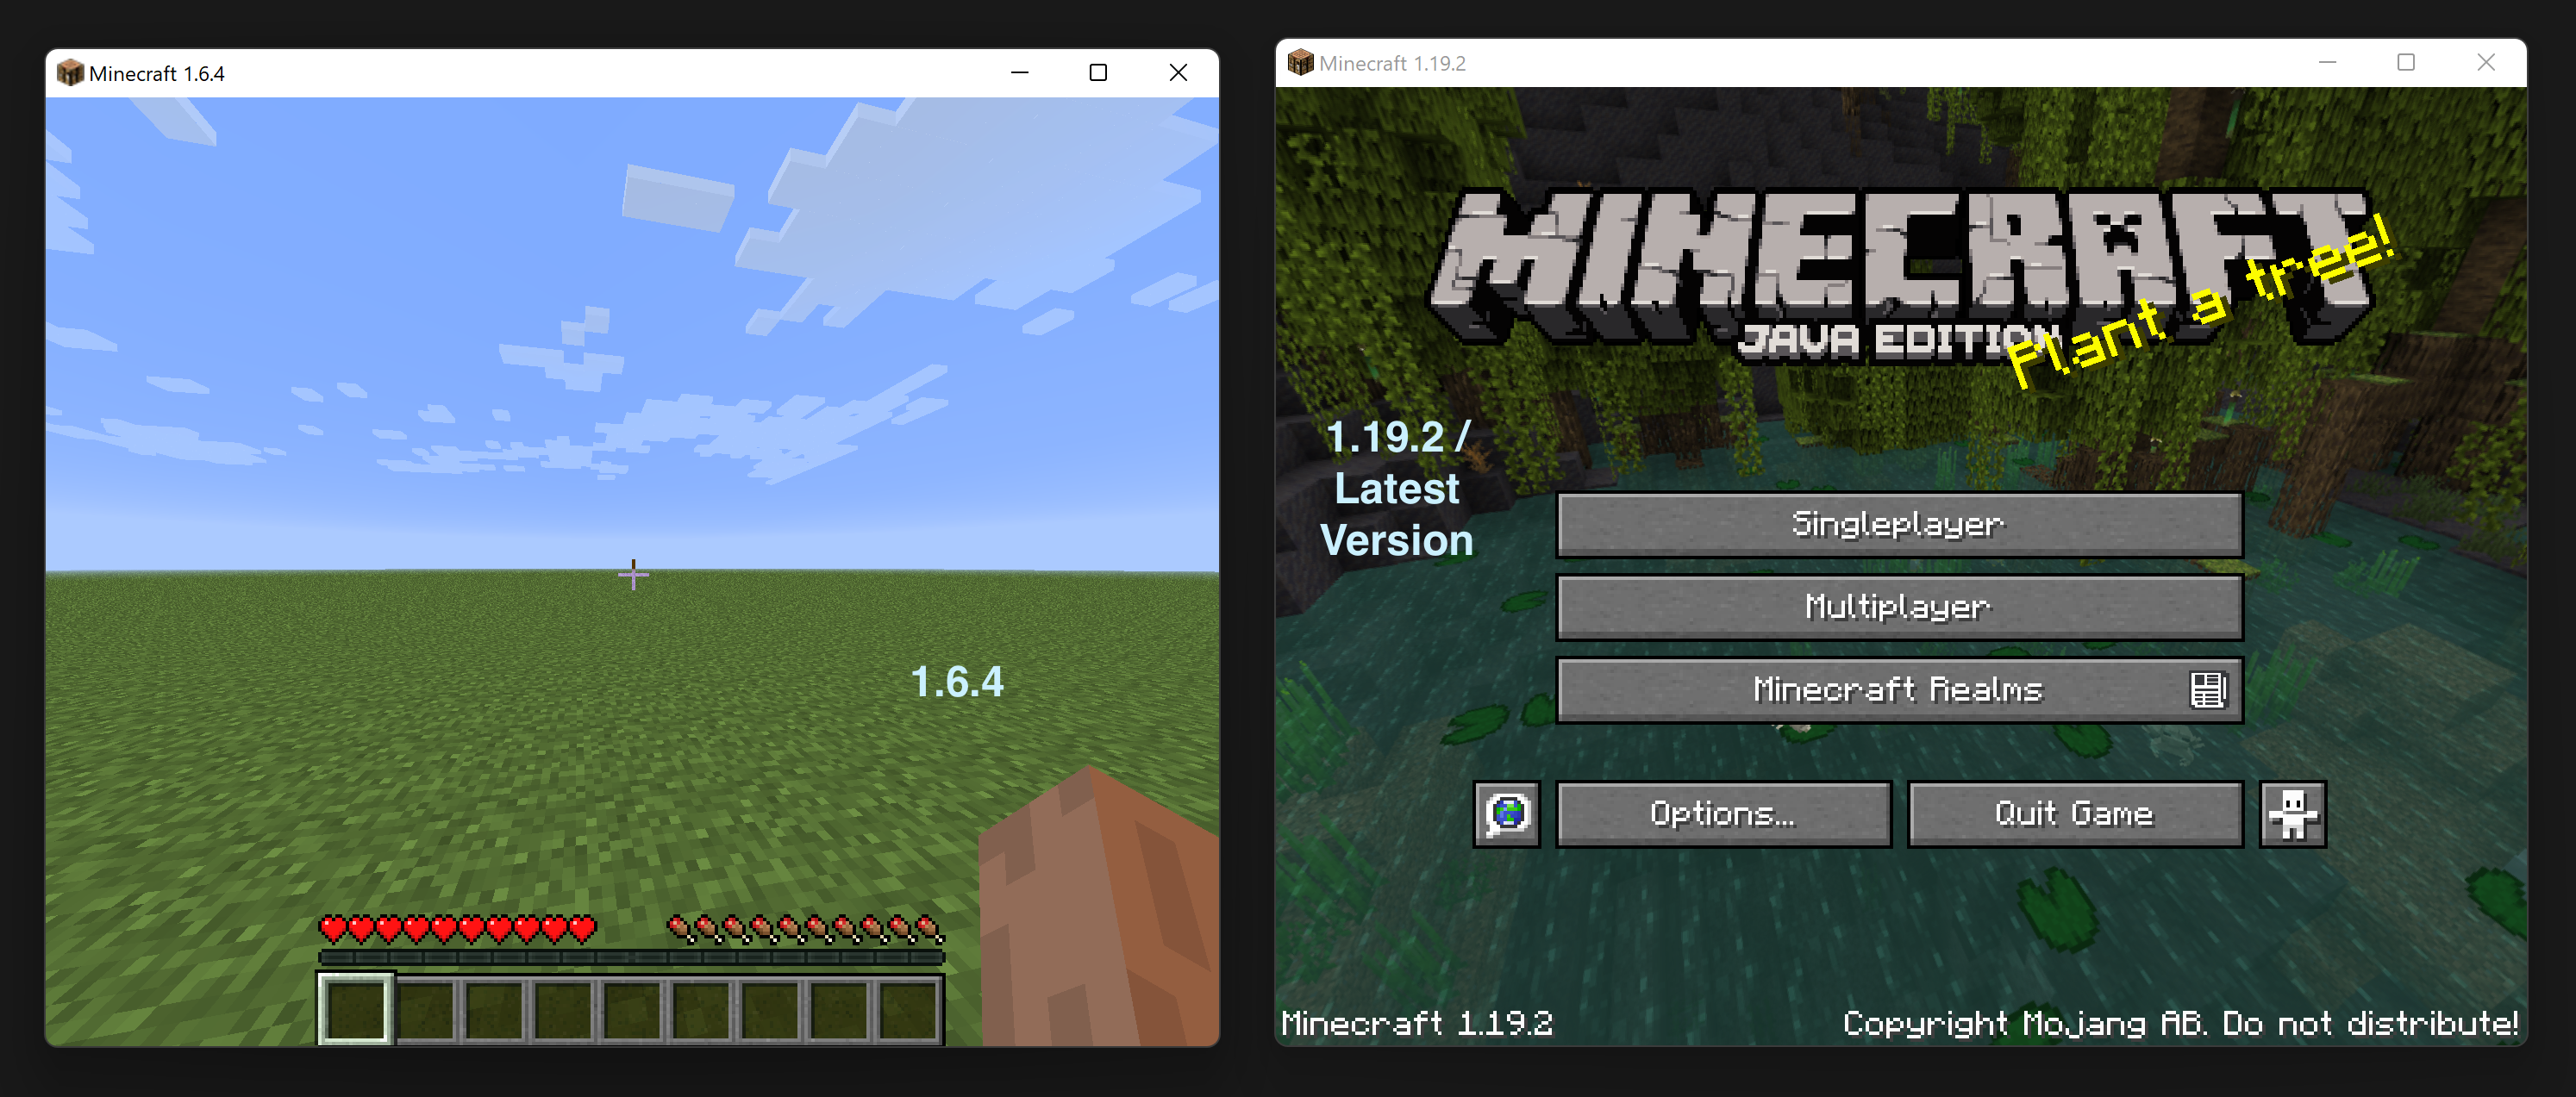 Minecraft 1.6.4
1.6.4
Minecraft 1.19.2
MINECRAFT
JAVA EDITION
Plant a tree!
1.19.2 /
Latest
Version
Singleplayer
Multiplayer
Minecraft Realms
Options...
Quit Game
Minecraft 1.19.2
Copyright Mojang AB. Do not distribute!